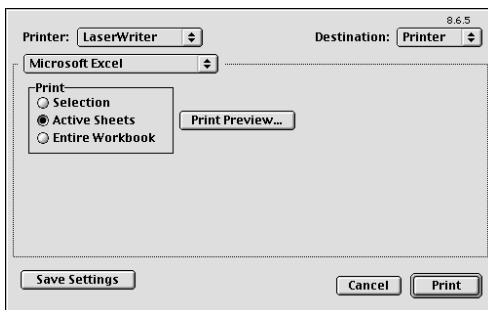 8.6.5
Printer: LaserWriter Destination: Printer
Microsoft Excel
Print
Selection
Active Sheets Print Preview...
Entire Workbook
Save Settings
Cancel Print